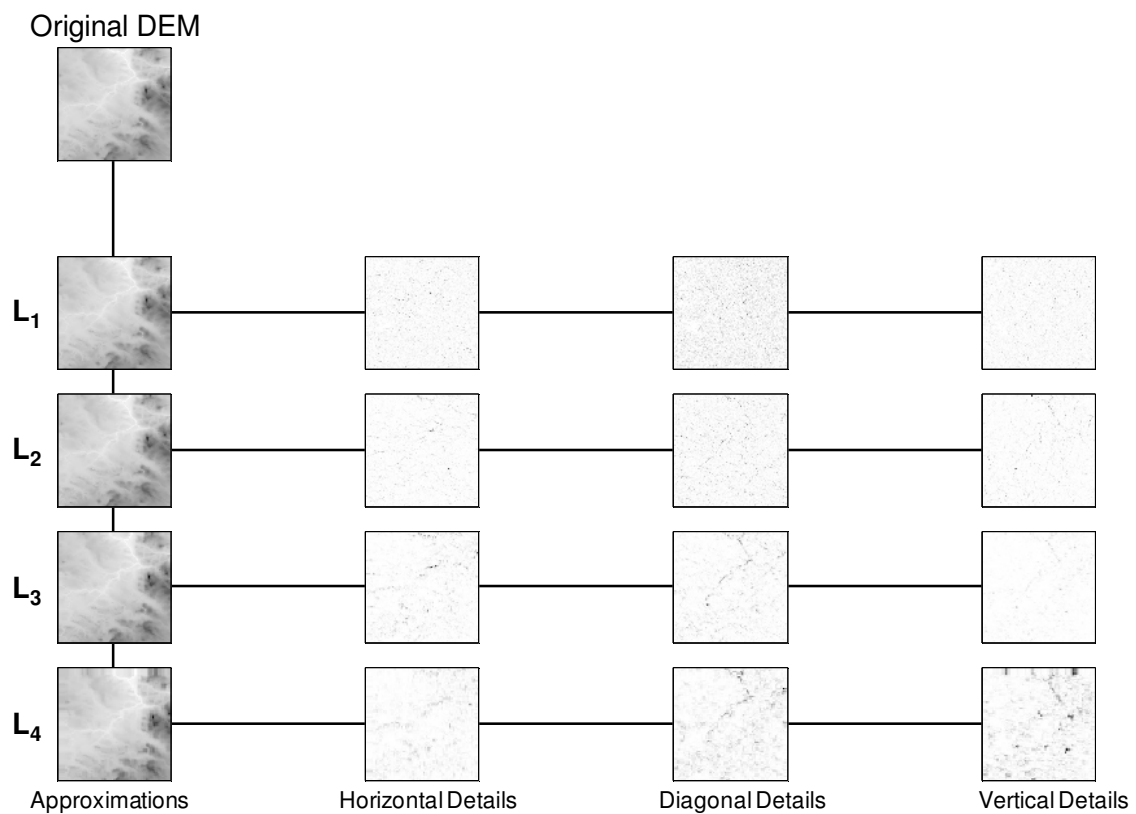 Original DEM
L1
L2
L3
L4
Approximations
Horizontal Details
Diagonal Details
Vertical Details